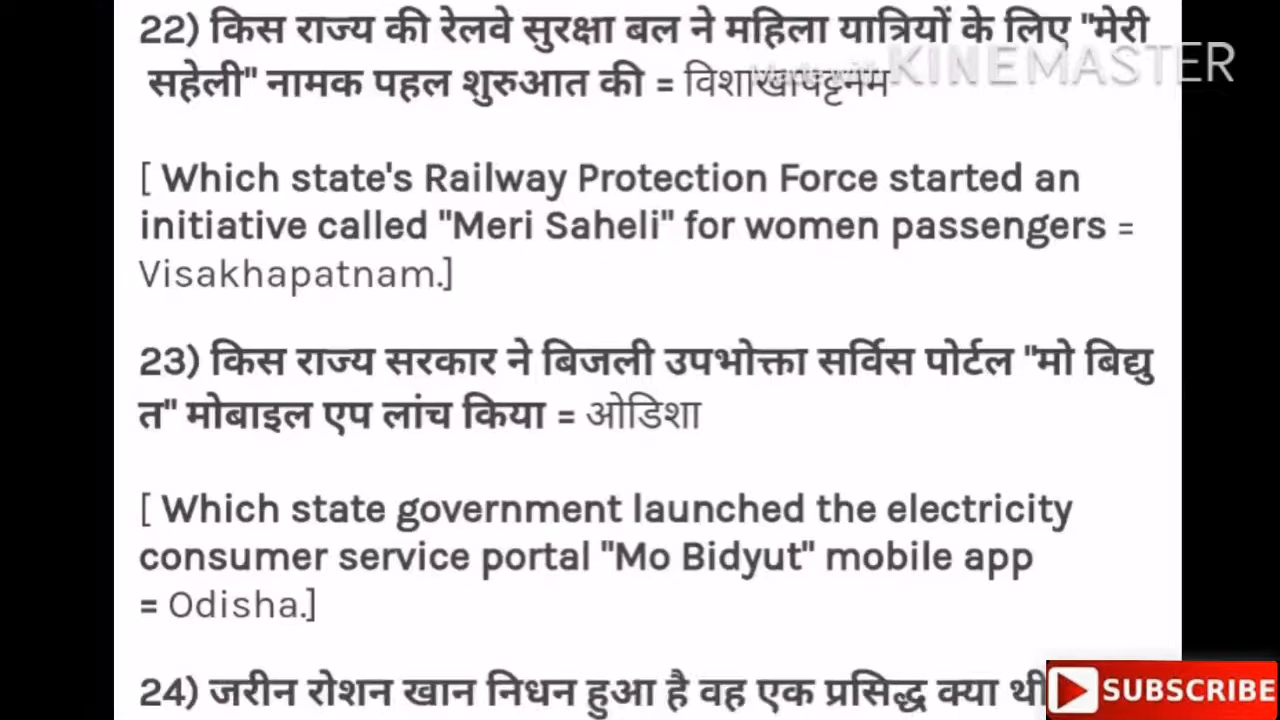 22) किस राज्य की रेलवे सुरक्षा बल ने महिला यात्रियों के लिए "मेरी
सहेली" नामक पहल शुरुआत की = विशाखापट्टनम
Made with KINEMASTER
[ Which state's Railway Protection Force started an
initiative called "Meri Saheli" for women passengers =
Visakhapatnam.]
23) किस राज्य सरकार ने बिजली उपभोक्ता सर्विस पोर्टल "मो बिद्यु
त" मोबाइल एप लांच किया = ओडिशा
[ Which state government launched the electricity
consumer service portal "Mo Bidyut" mobile app
= Odisha.]
24) जरीन रोशन खान निधन हुआ है वह एक प्रसिद्ध क्या थी
SUBSCRIBE